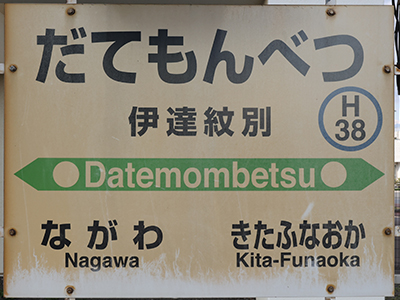 だてもんべつ
伊達紋別
H
38
Datemombetsu
ながわ きたふなおか
Nagawa Kita-Funaoka